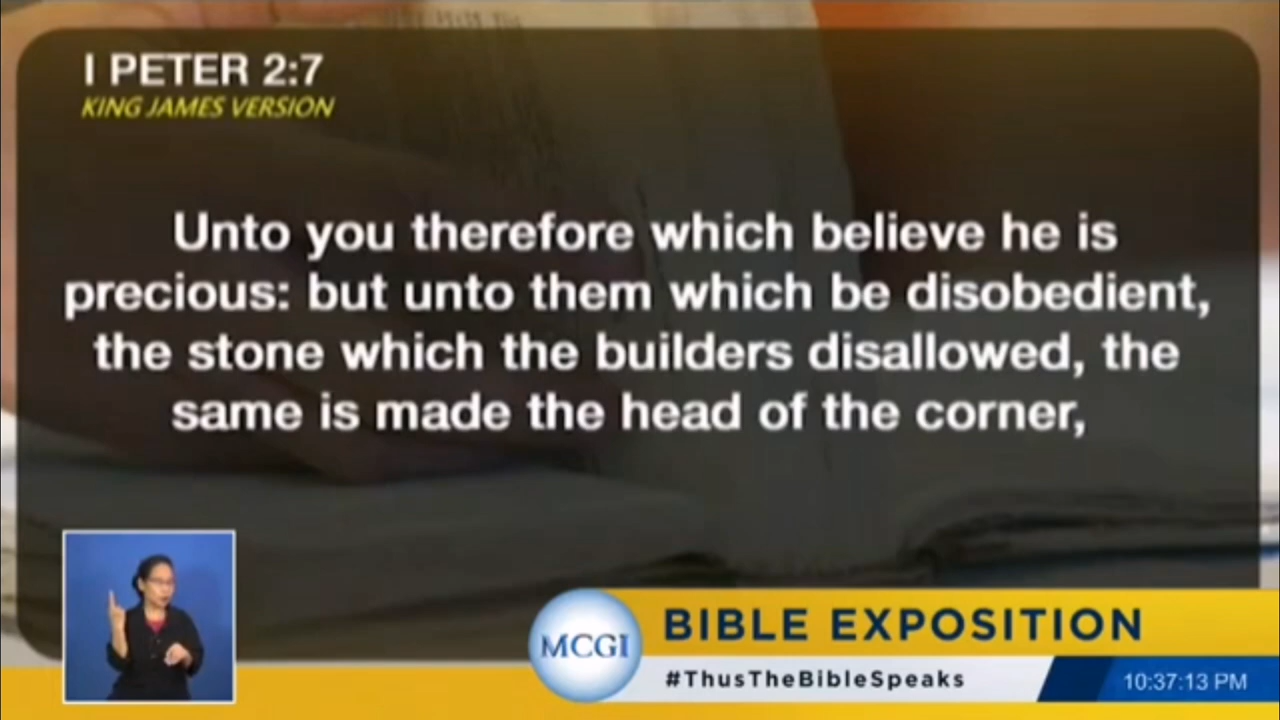 I PETER 2:7
KING JAMES VERSION
Unto you therefore which believe he is
precious: but unto them which be disobedient,
the stone which the builders disallowed, the
same is made the head of the corner,
MCGI
BIBLE EXPOSITION
#ThusTheBibleSpeaks
10:37:13 PM